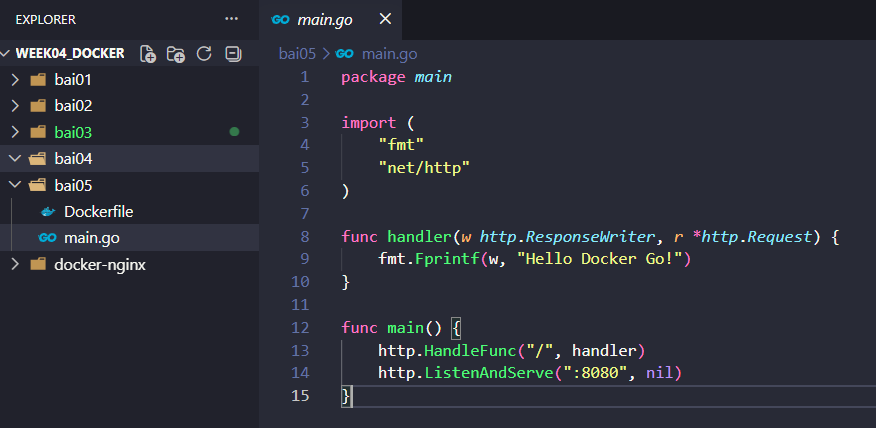 EXPLORER
WEEK04_DOCKER
bai01
bai02
bai03
bai04
bai05
Dockerfile
GO main.go
docker-nginx
GO main.go
bai05 > GO main.go
1 package main
2
3 import (
4 "fmt"
5 "net/http"
6 )
7
8 func handler(w http.ResponseWriter, r *http.Request) {
9 fmt.Fprintf(w, "Hello Docker Go!")
10 }
11
12 func main() {
13 http.HandleFunc("/", handler)
14 http.ListenAndServe(":8080", nil)
15 }